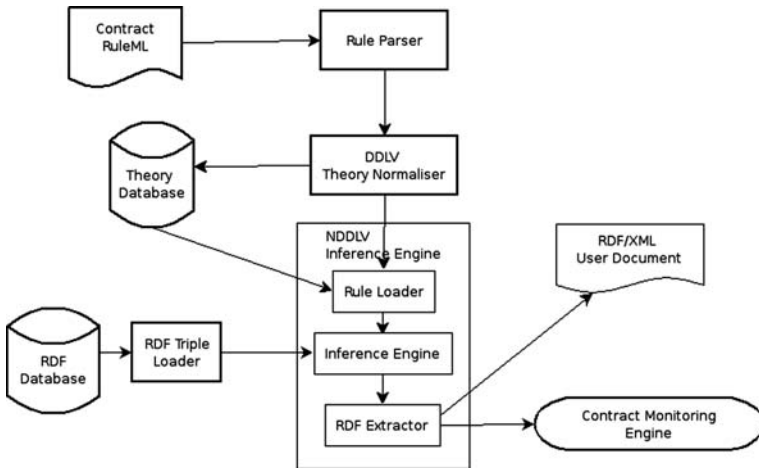 Contract
RuleML
Rule Parser
Theory
Database
DDLV
Theory Normaliser
NDDLV
Inference Engine
RDF/XML
User Document
Rule Loader
RDF
Database
RDF Triple
Loader
Inference Engine
RDF Extractor
Contract Monitoring
Engine